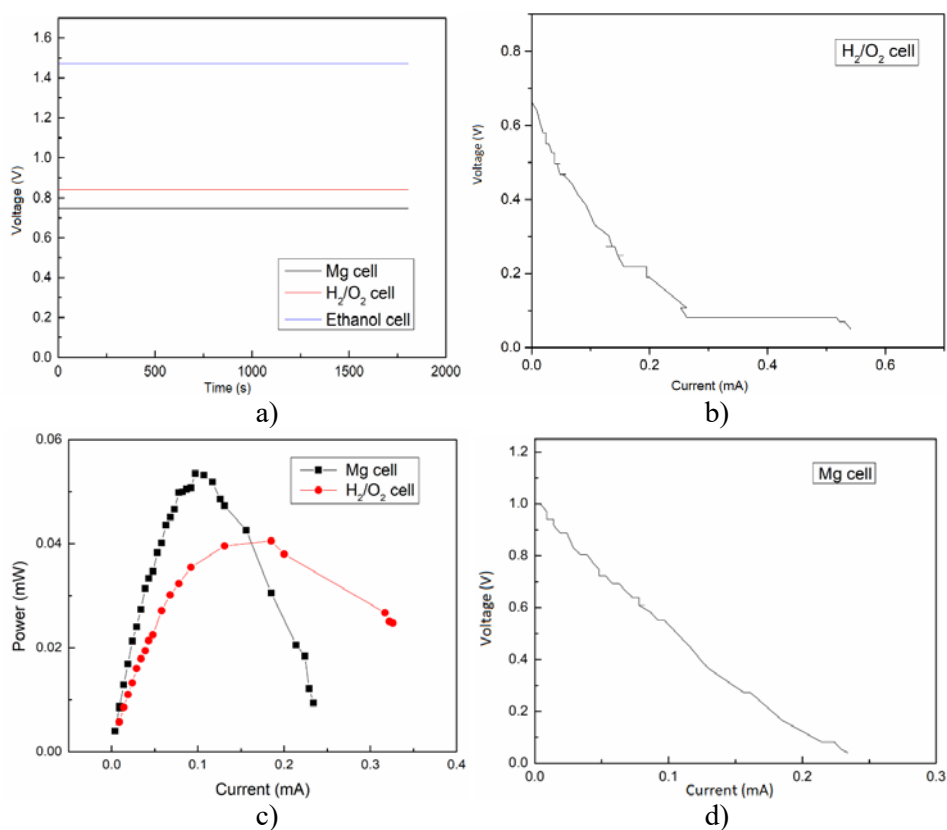 1.6
1.4
1.2
1.0
0.8
0.6
0.4
0.2
0.0
Voltage (V)
Mg cell
H₂/O₂ cell
Ethanol cell
0 500 1000 1500 2000
Time (s)
a)
0.8
0.6
0.4
0.2
0.0
Voltage (V)
H₂/O₂ cell
0.0 0.2 0.4 0.6
Current (mA)
b)
0.06
0.04
0.02
0.00
Power (mW)
Mg cell
H₂/O₂ cell
0.0 0.1 0.2 0.3 0.4
Current (mA)
c)
1.2
1.0
0.8
0.6
0.4
0.2
0.0
Voltage (V)
Mg cell
0.0 0.1 0.2 0.3
Current (mA)
d)